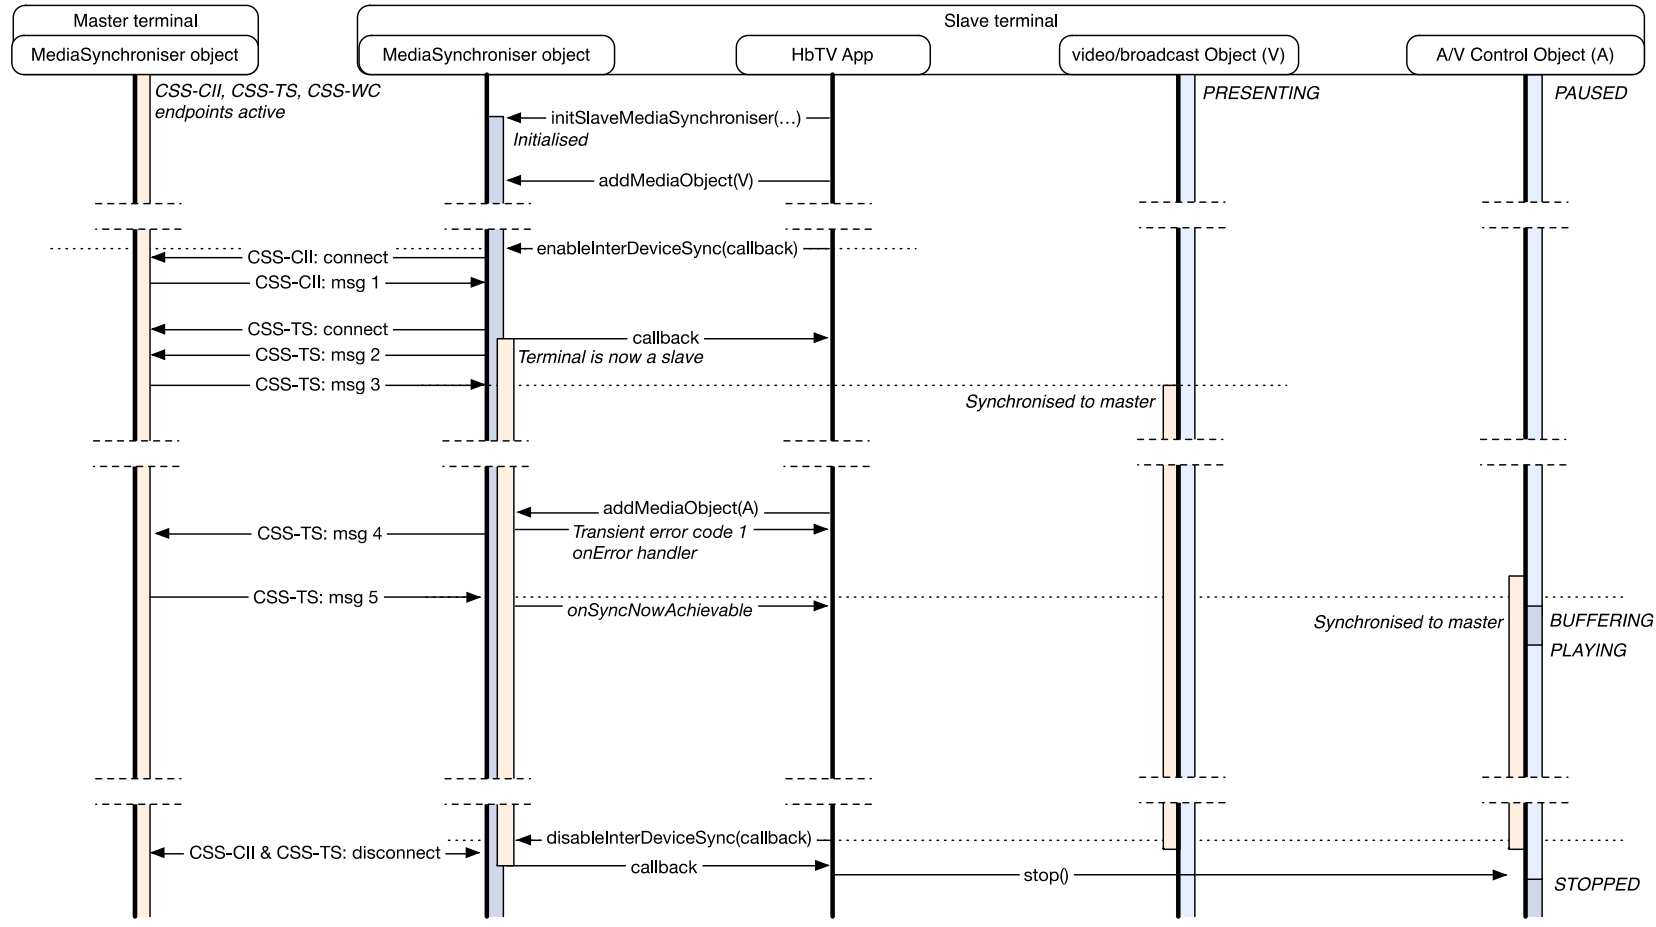 Master terminal
Slave terminal
MediaSynchroniser object
MediaSynchroniser object
HbTV App
video/broadcast Object (V)
A/V Control Object (A)
CSS-CII, CSS-TS, CSS-WC
endpoints active
PRESENTING
PAUSED
initSlaveMediaSynchroniser(…)
Initialised
addMediaObject(V)
enableInterDeviceSync(callback)
CSS-CII: connect
CSS-CII: msg 1
CSS-TS: connect
callback
CSS-TS: msg 2
Terminal is now a slave
CSS-TS: msg 3
Synchronised to master
addMediaObject(A)
CSS-TS: msg 4
Transient error code 1
onError handler
CSS-TS: msg 5
onSyncNowAchievable
Synchronised to master
BUFFERING
PLAYING
disableInterDeviceSync(callback)
CSS-CII & CSS-TS: disconnect
callback
stop()
STOPPED